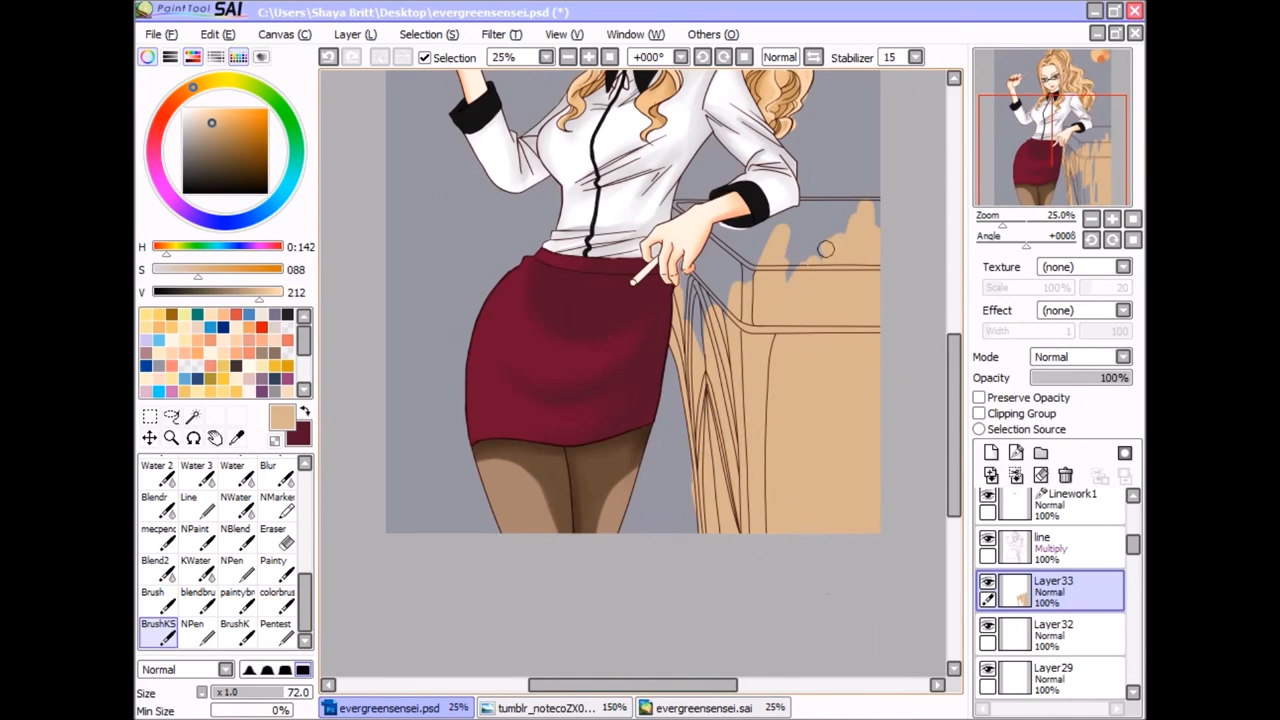 PaintTool SAI C:\Users\Shaya Britt\Desktop\evergreensensei.psd (*)
File (F) Edit (E) Canvas (C) Layer (L) Selection (S) Filter (T) View (V) Window (W) Others (O)
Selection 25% +000° Normal Stabilizer 15
H 0:142
S 088
V 212
Water 2 Water 3 Water Blur
Blendr Line NWater NMarker
mecpenc NPaint NBlend Eraser
Blend2 KWater NPen Painty
Brush blendbru paintybr colorbrus
BrushKS NPen BrushK Pentest
Normal
Size x 1.0 72.0
Min Size 0%
Zoom 25.0%
Angle
Texture (none)
Scale 100% 20
Effect (none)
Width 1 100
Mode Normal
Opacity 100%
Preserve Opacity
Clipping Group
Selection Source
Linework1
Normal
100%
line
Multiply
100%
Layer33
Normal
100%
Layer32
Normal
100%
Layer29
Normal
100%
evergreensensei.psd 25% tumblr_notecoZX0... 150% evergreensensei.sai 25%